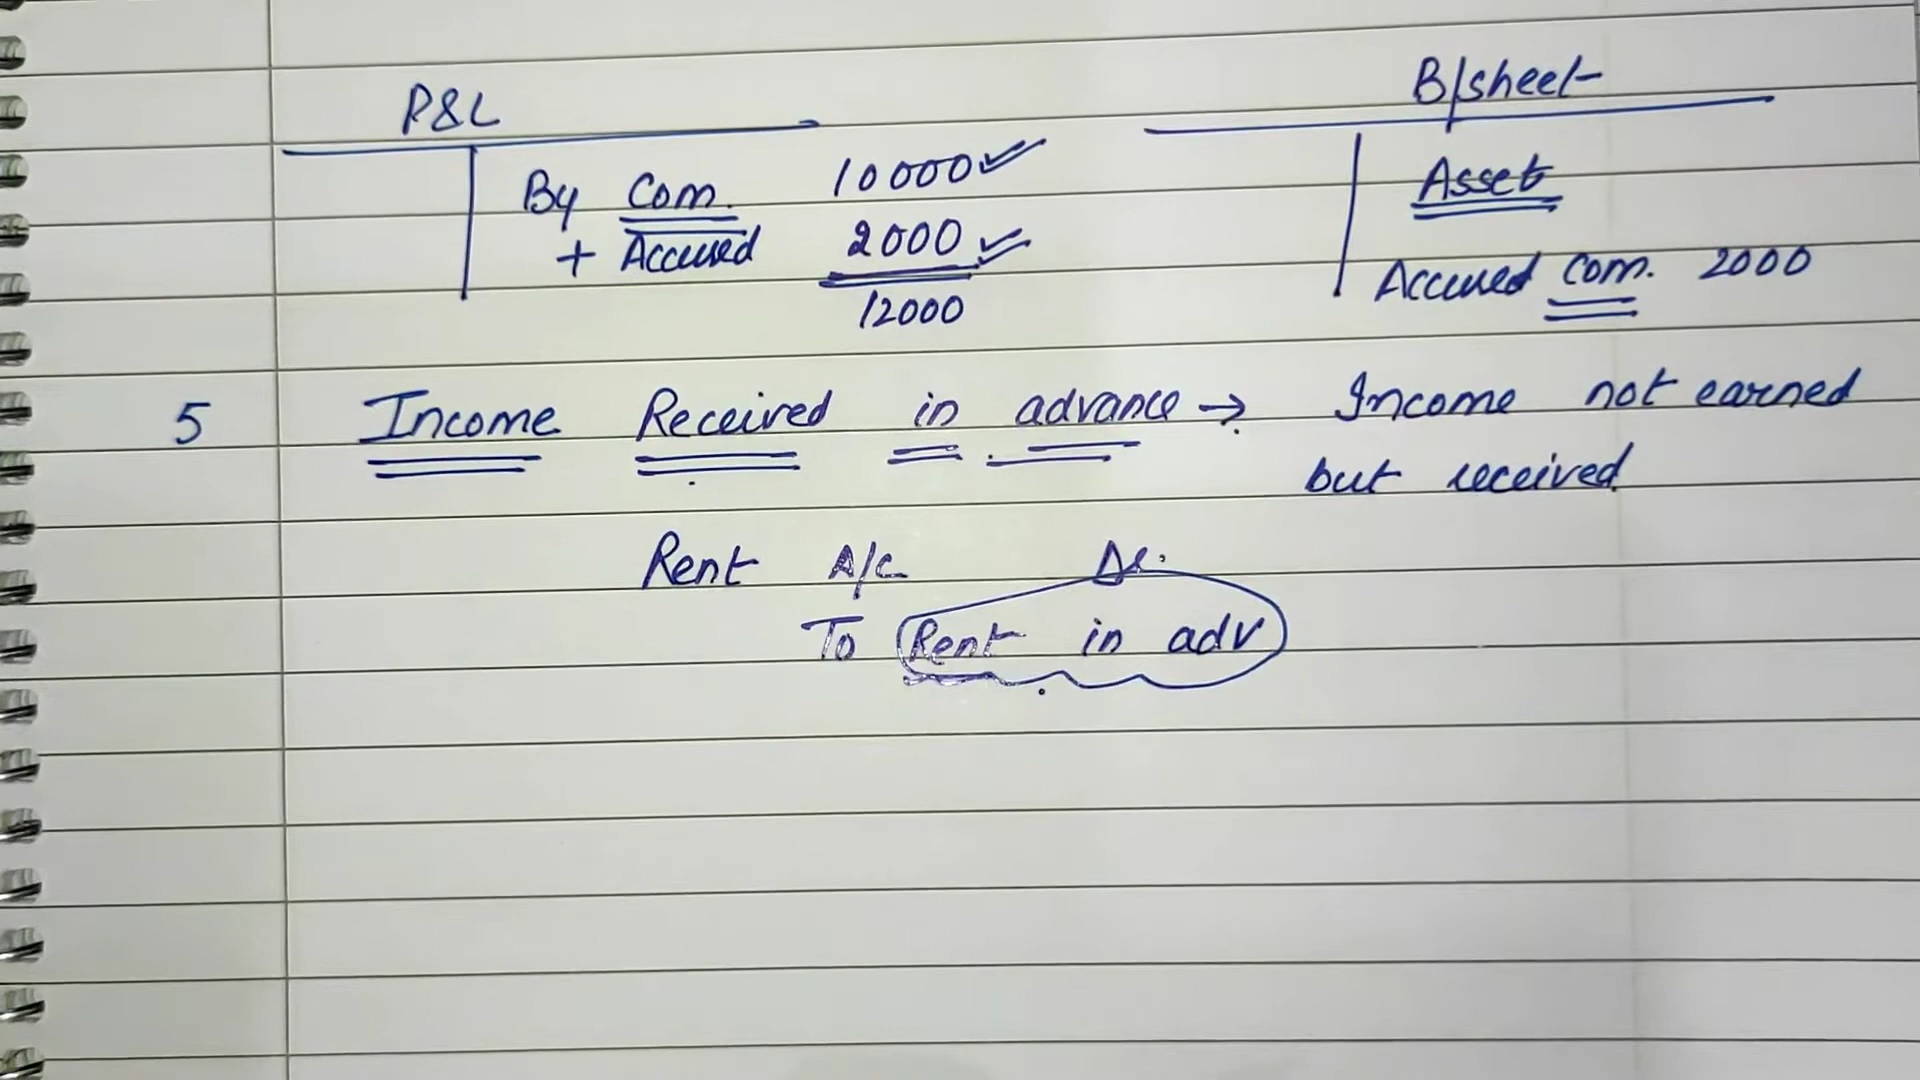 P&L
B/sheet
By Com. 10000
+ Accrued 2000
12000
Asset
Accrued Com. 2000
5 Income Received in advance → Income not earned
but received
Rent A/C Dr.
To Rent in adv